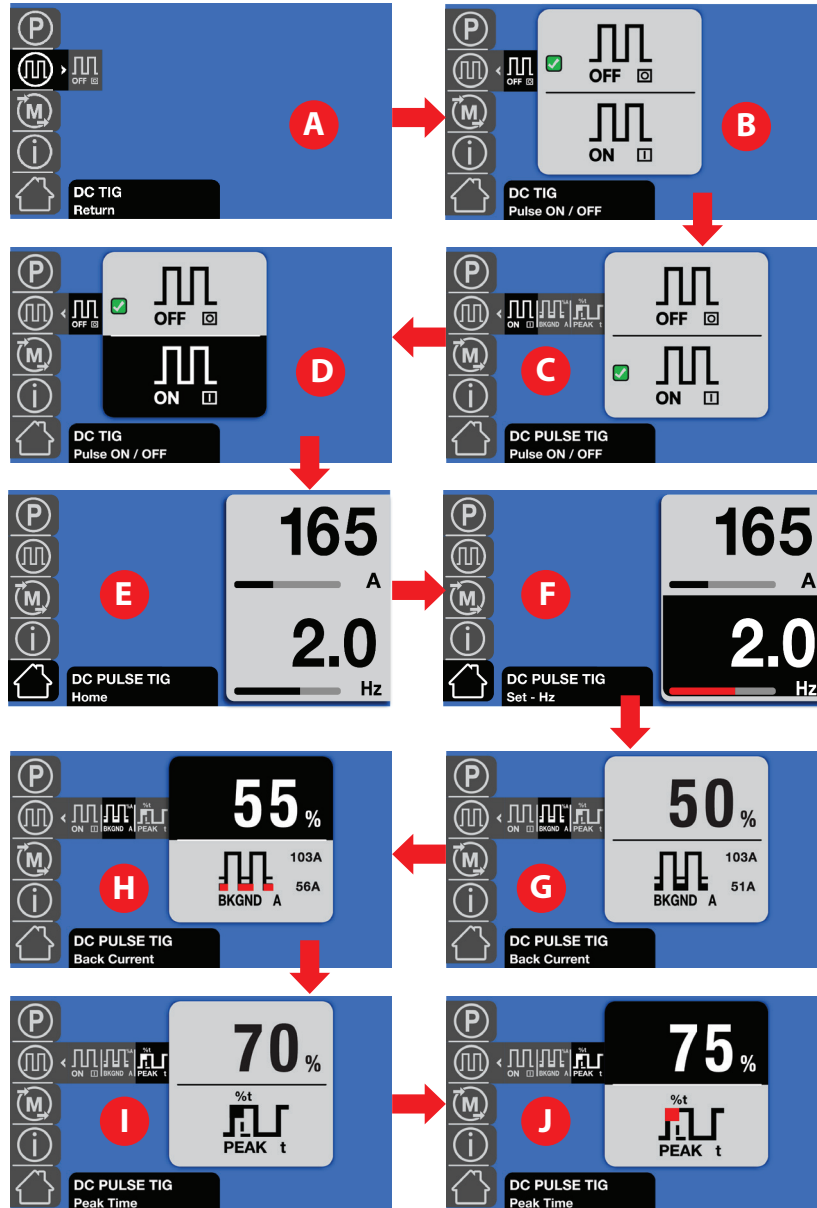 P
OFF O
M
i
A
DC TIG
Return
P
OFF O
OFF O
ON I
M
i
B
DC TIG
Pulse ON / OFF
P
OFF O
OFF O
ON I
M
i
D
DC TIG
Pulse ON / OFF
P
ON I BKGND A %t PEAK t
OFF O
ON I
M
i
C
DC PULSE TIG
Pulse ON / OFF
P
M
i
E
165
A
2.0
Hz
DC PULSE TIG
Home
P
M
i
F
165
A
2.0
Hz
DC PULSE TIG
Set - Hz
P
ON I BKGND A %t PEAK t
55 %
103A
56A
BKGND A
M
i
H
DC PULSE TIG
Back Current
P
ON I BKGND A %t PEAK t
50 %
103A
51A
BKGND A
M
i
G
DC PULSE TIG
Back Current
P
ON I BKGND A %t PEAK t
70 %
%t
PEAK t
M
i
I
DC PULSE TIG
Peak Time
P
ON I BKGND A %t PEAK t
75 %
%t
PEAK t
M
i
J
DC PULSE TIG
Peak Time